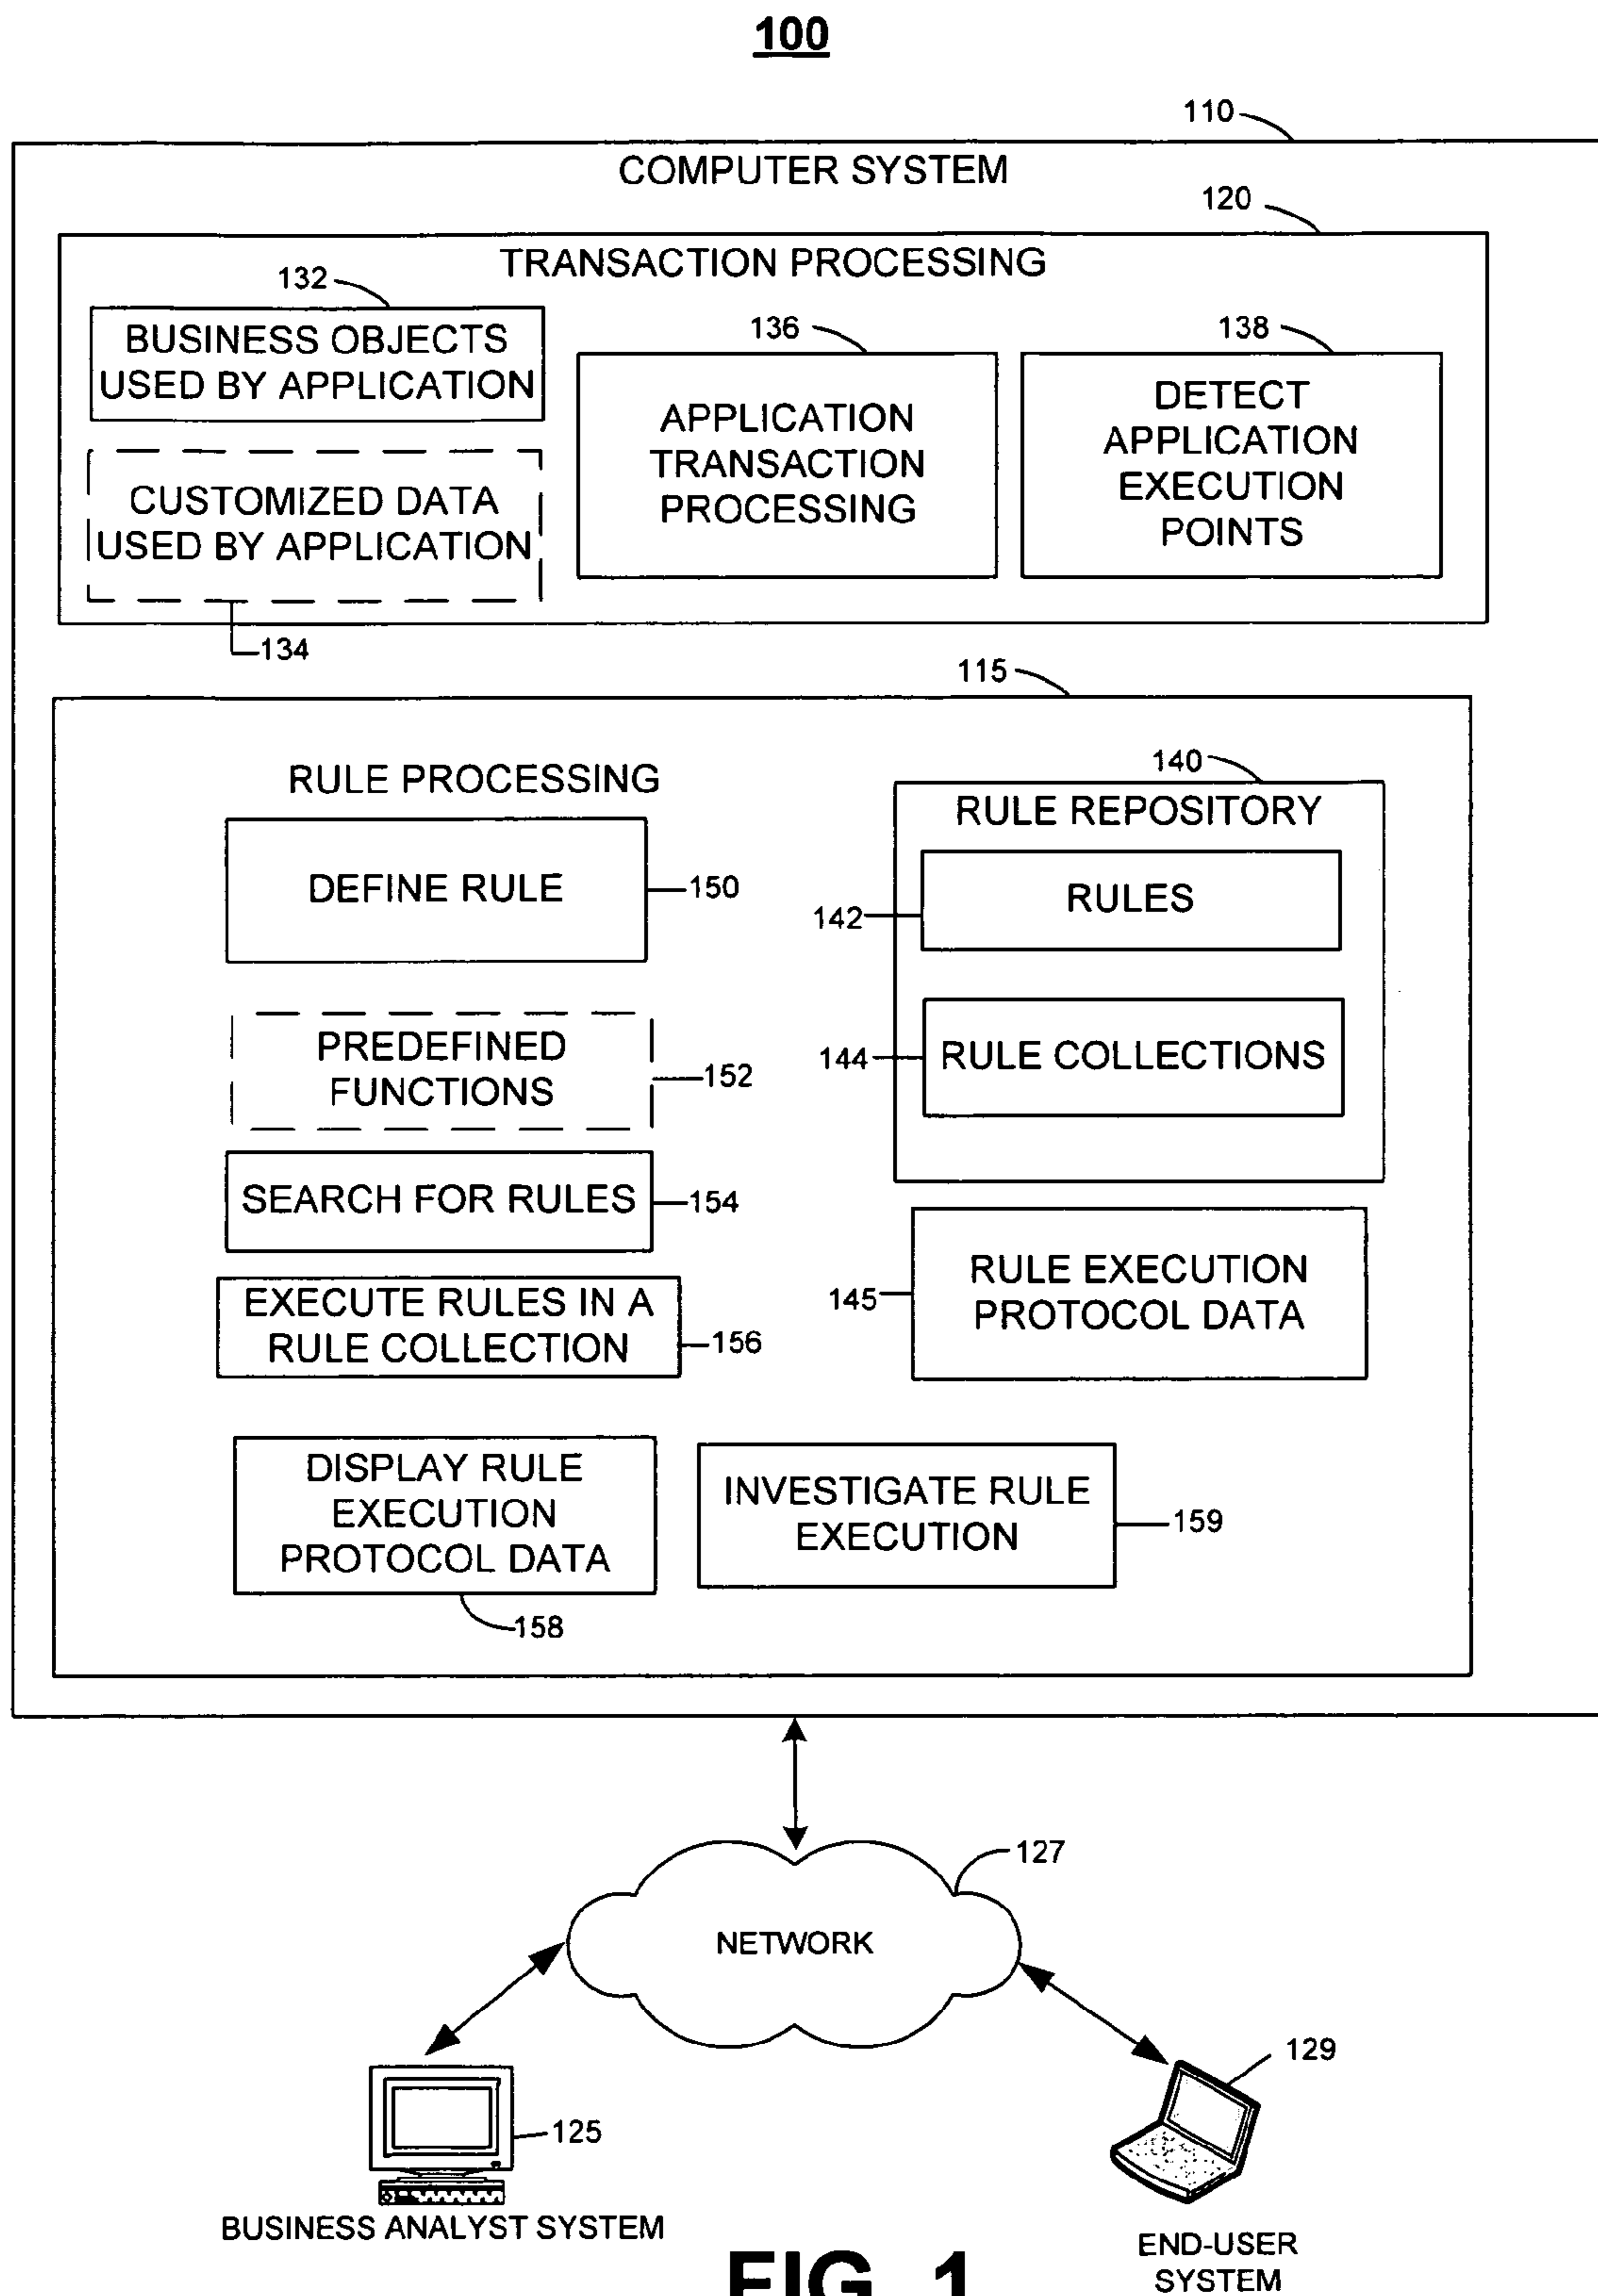 100
110
COMPUTER SYSTEM
120
TRANSACTION PROCESSING
132
BUSINESS OBJECTS
USED BY APPLICATION
136
APPLICATION
TRANSACTION
PROCESSING
138
DETECT
APPLICATION
EXECUTION
POINTS
CUSTOMIZED DATA
USED BY APPLICATION
134
115
RULE PROCESSING
140
RULE REPOSITORY
DEFINE RULE
150
142
RULES
PREDEFINED
FUNCTIONS
152
144
RULE COLLECTIONS
SEARCH FOR RULES
154
EXECUTE RULES IN A
RULE COLLECTION
156
145
RULE EXECUTION
PROTOCOL DATA
DISPLAY RULE
EXECUTION
PROTOCOL DATA
158
INVESTIGATE RULE
EXECUTION
159
127
NETWORK
125
BUSINESS ANALYST SYSTEM
129
END-USER
SYSTEM
FIG. 1